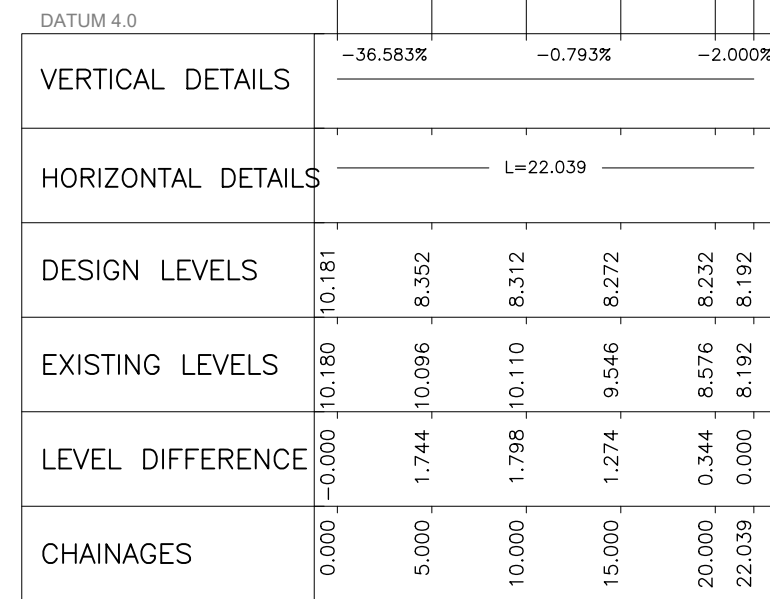 DATUM 4.0
VERTICAL DETAILS
−36.583% −0.793% −2.000%
HORIZONTAL DETAILS
L=22.039
DESIGN LEVELS
10.181 8.352 8.312 8.272 8.232 8.192
EXISTING LEVELS
10.180 10.096 10.110 9.546 8.576 8.192
LEVEL DIFFERENCE
−0.000 1.744 1.798 1.274 0.344 0.000
CHAINAGES
0.000 5.000 10.000 15.000 20.000 22.039